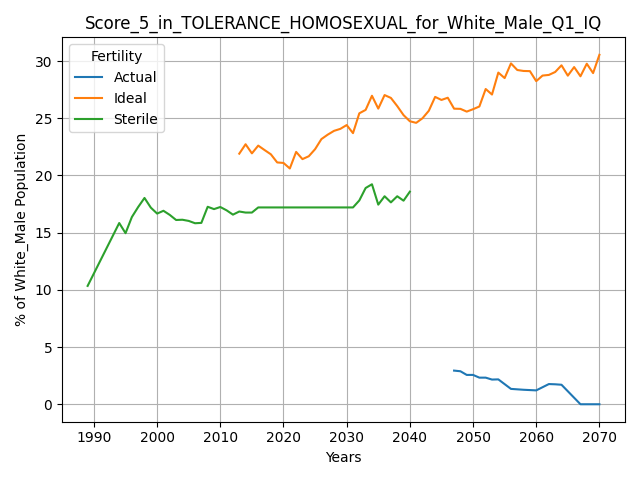 Score_5_in_TOLERANCE_HOMOSEXUAL_for_White_Male_Q1_IQ
Fertility
Actual
Ideal
Sterile
% of White_Male Population
30
25
20
15
10
5
0
1990 2000 2010 2020 2030 2040 2050 2060 2070
Years